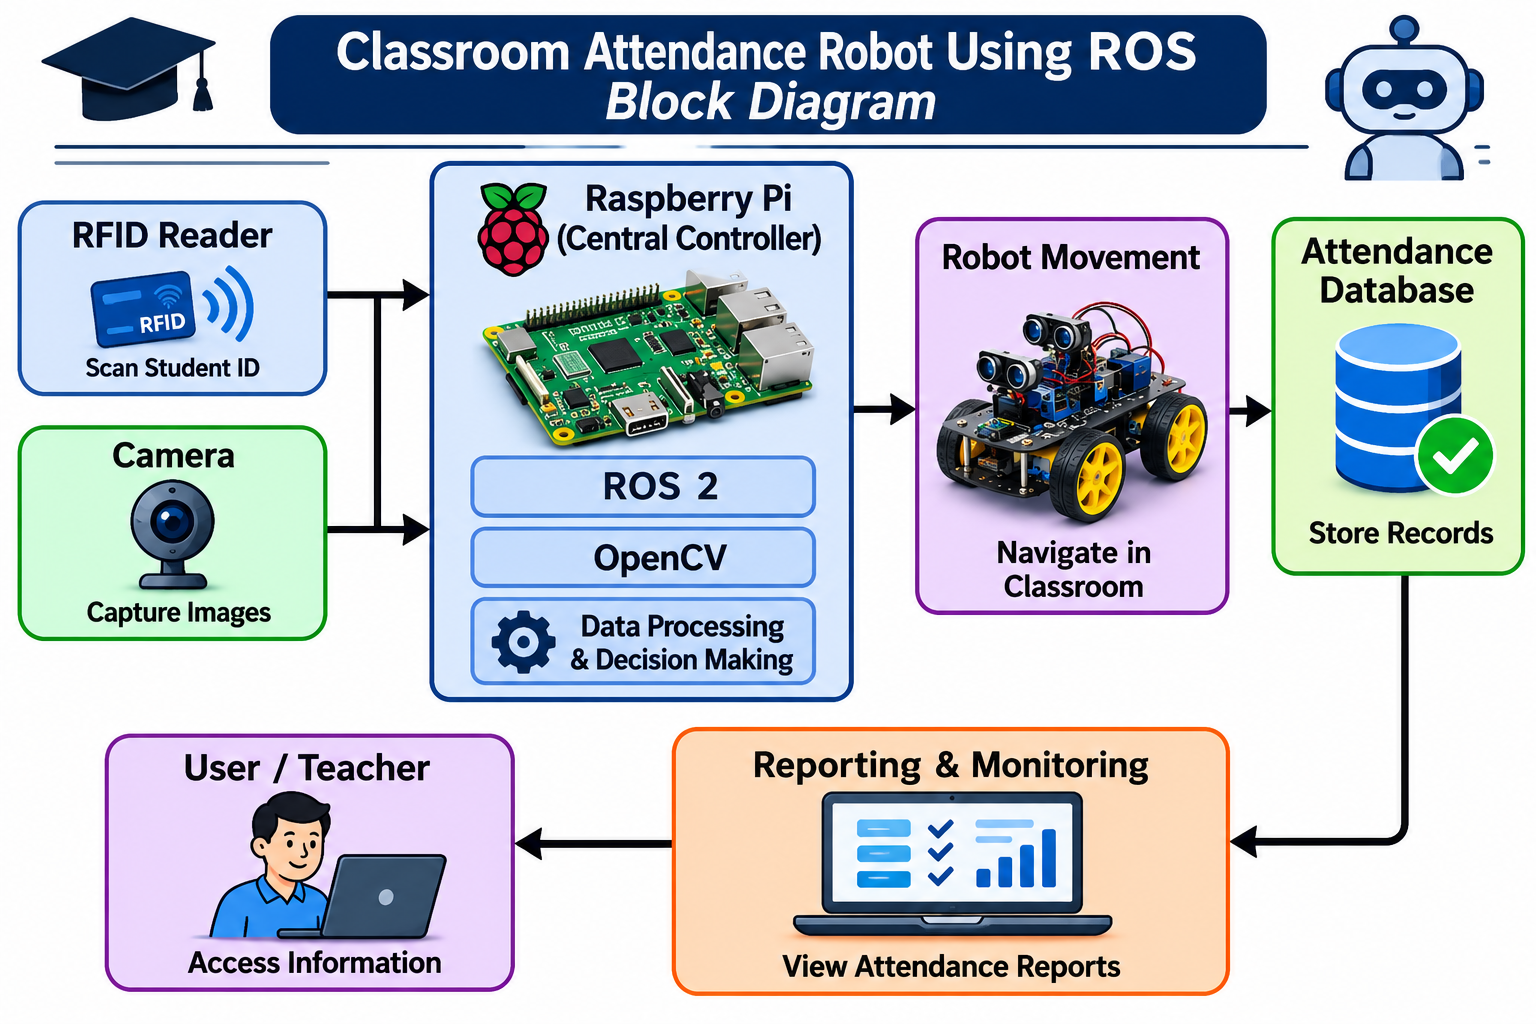 Classroom Attendance Robot Using ROS
Block Diagram
RFID Reader
RFID
Scan Student ID
Camera
Capture Images
Raspberry Pi
(Central Controller)
ROS 2
OpenCV
Data Processing
& Decision Making
Robot Movement
Navigate in
Classroom
Attendance
Database
Store Records
User / Teacher
Access Information
Reporting & Monitoring
View Attendance Reports